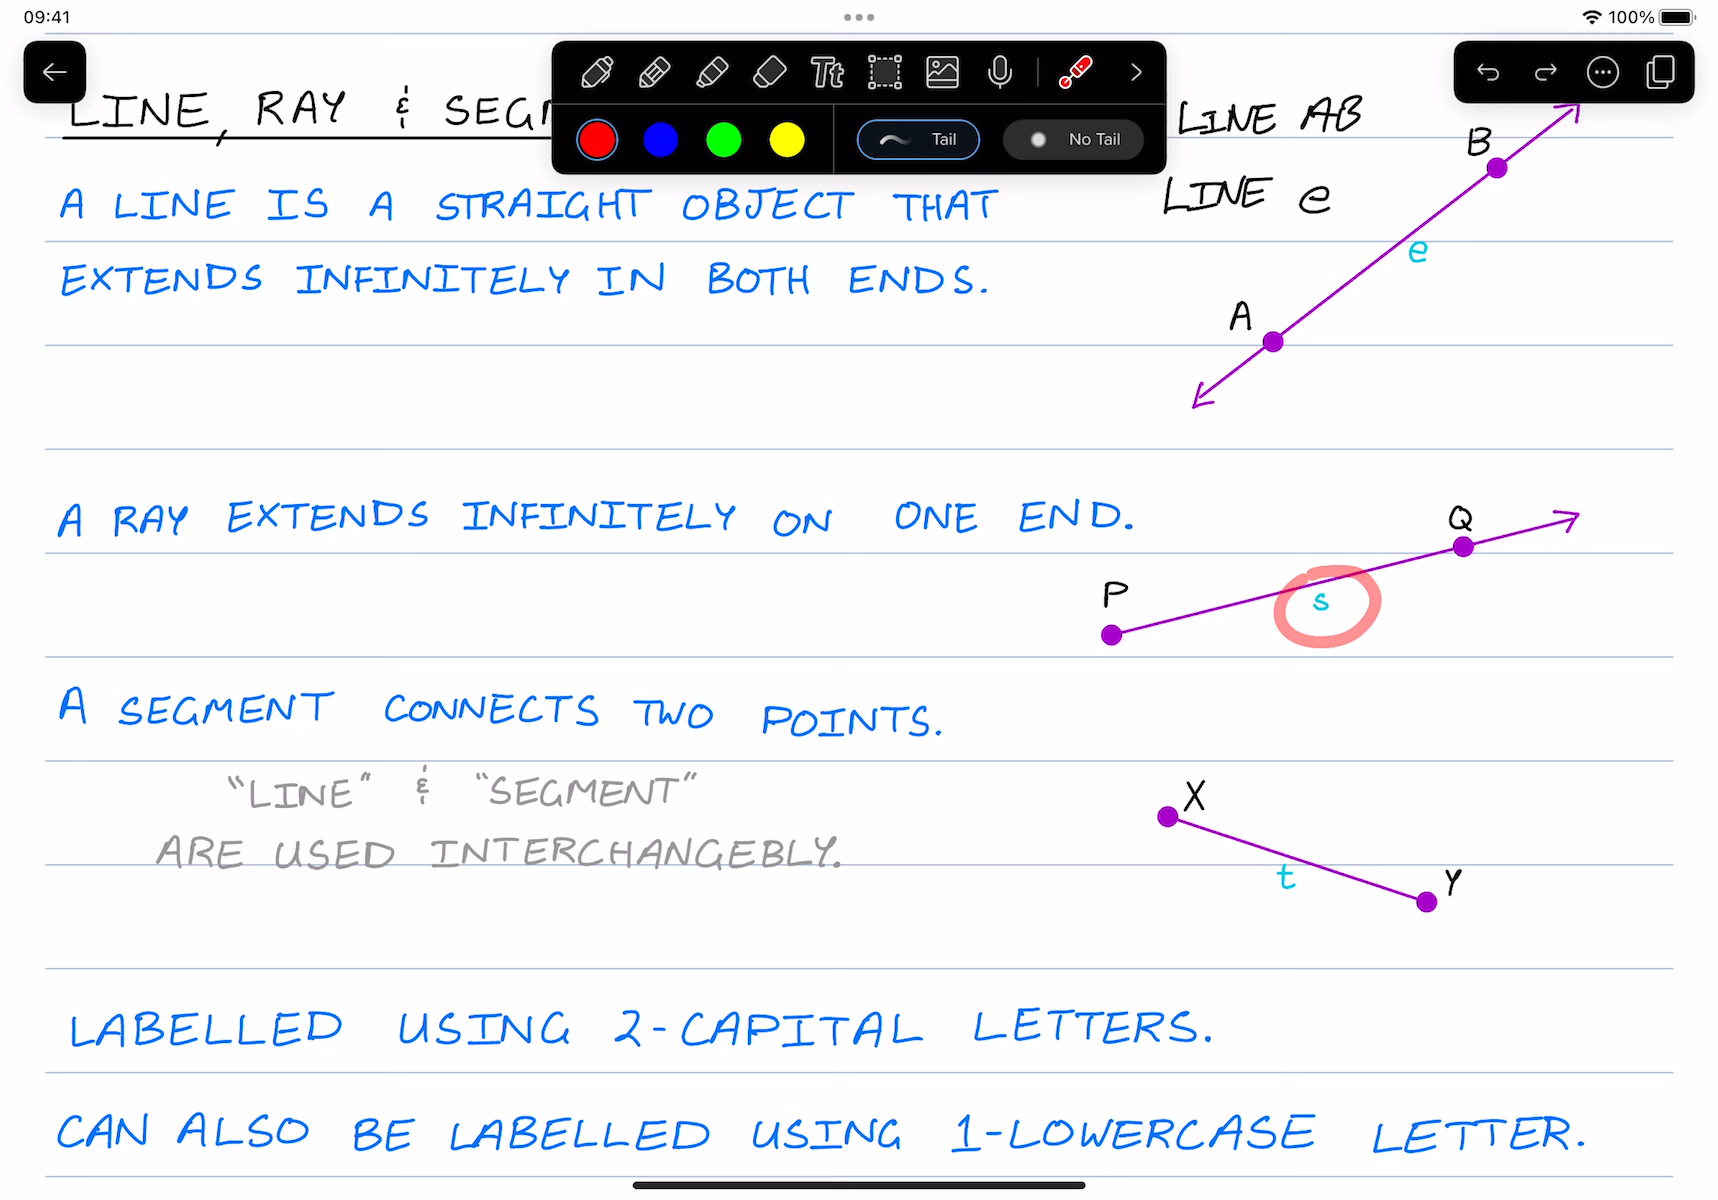 09:41
100%
Tt
Tail
No Tail
LINE, RAY & SEGM
LINE AB
LINE e
A LINE IS A STRAIGHT OBJECT THAT
EXTENDS INFINITELY IN BOTH ENDS.
B
e
A
A RAY EXTENDS INFINITELY ON ONE END.
Q
P
s
A SEGMENT CONNECTS TWO POINTS.
"LINE" & "SEGMENT"
ARE USED INTERCHANGEBLY.
X
t
Y
LABELLED USING 2-CAPITAL LETTERS.
CAN ALSO BE LABELLED USING 1-LOWERCASE LETTER.